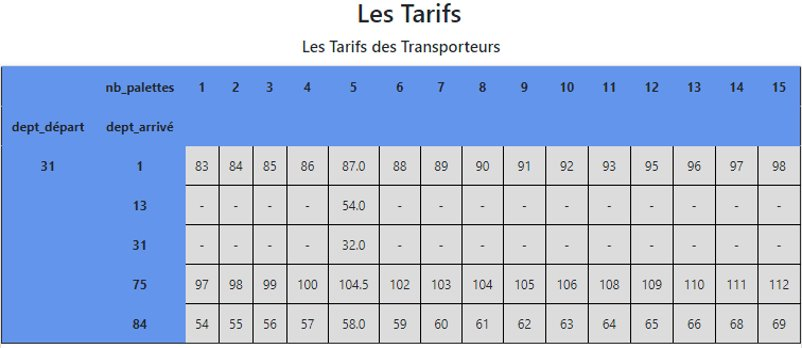 Les Tarifs
Les Tarifs des Transporteurs
nb_palettes 1 2 3 4 5 6 7 8 9 10 11 12 13 14 15
dept_départ dept_arrivé
31 1 83 84 85 86 87.0 88 89 90 91 92 93 95 96 97 98
13 - - - - 54.0 - - - - - - - - - -
31 - - - - 32.0 - - - - - - - - - -
75 97 98 99 100 104.5 102 103 104 105 106 108 109 110 111 112
84 54 55 56 57 58.0 59 60 61 62 63 64 65 66 68 69